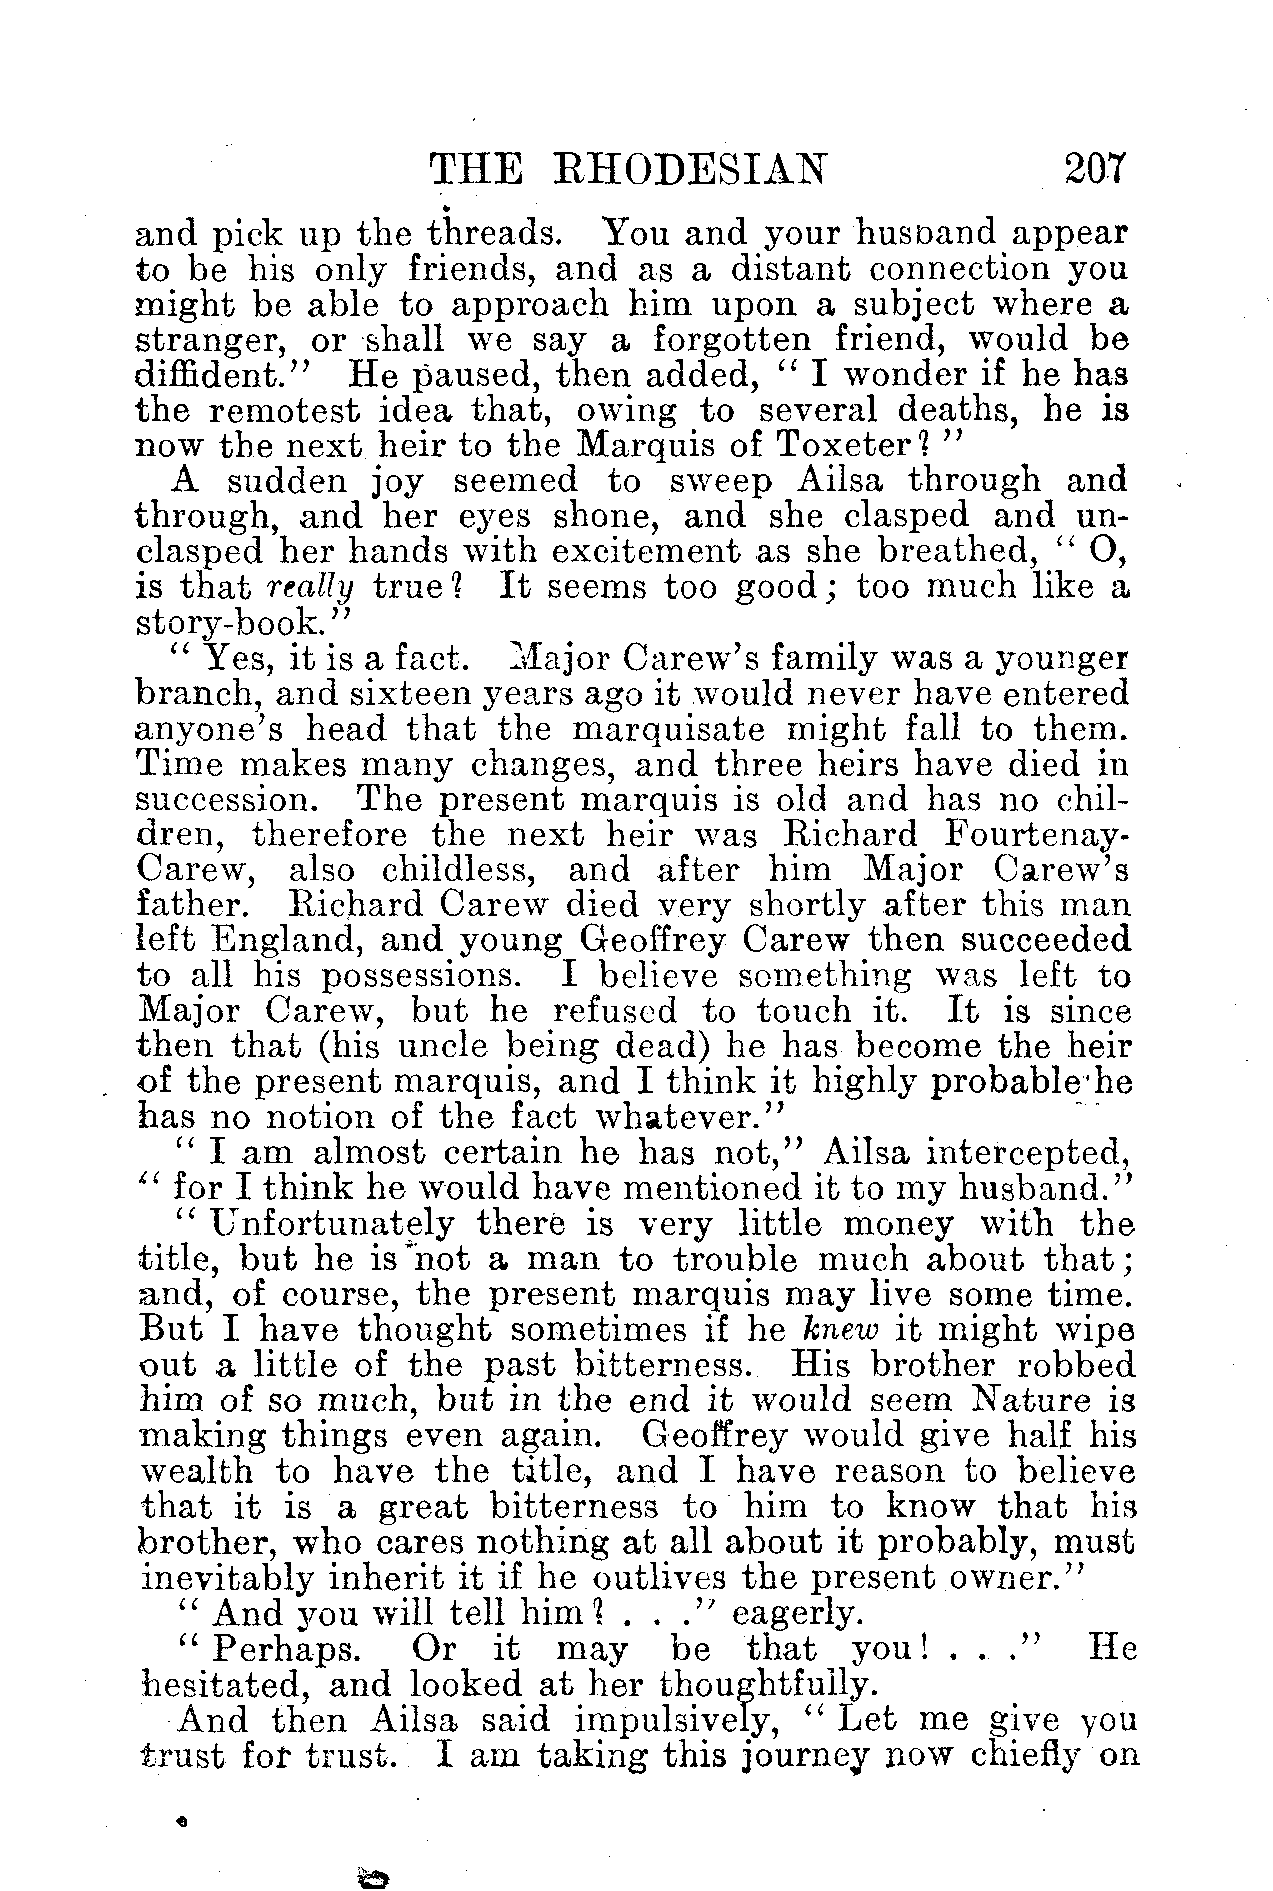 THE RHODESIAN 207
and pick up the threads. You and your husband appear
to be his only friends, and as a distant connection you
might be able to approach him upon a subject where a
stranger, or shall we say a forgotten friend, would be
diffident." He paused, then added, " I wonder if he has
the remotest idea that, owing to several deaths, he is
now the next heir to the Marquis of Toxeter? "
A sudden joy seemed to sweep Ailsa through and
through, and her eyes shone, and she clasped and un-
clasped her hands with excitement as she breathed, " O,
is that really true? It seems too good; too much like a
story-book."
" Yes, it is a fact. Major Carew's family was a younger
branch, and sixteen years ago it would never have entered
anyone's head that the marquisate might fall to them.
Time makes many changes, and three heirs have died in
succession. The present marquis is old and has no chil-
dren, therefore the next heir was Richard Fourtenay-
Carew, also childless, and after him Major Carew's
father. Richard Carew died very shortly after this man
left England, and young Geoffrey Carew then succeeded
to all his possessions. I believe something was left to
Major Carew, but he refused to touch it. It is since
then that (his uncle being dead) he has become the heir
of the present marquis, and I think it highly probable he
has no notion of the fact whatever."
" I am almost certain he has not," Ailsa intercepted,
" for I think he would have mentioned it to my husband."
" Unfortunately there is very little money with the
title, but he is not a man to trouble much about that;
and, of course, the present marquis may live some time.
But I have thought sometimes if he knew it might wipe
out a little of the past bitterness. His brother robbed
him of so much, but in the end it would seem Nature is
making things even again. Geoffrey would give half his
wealth to have the title, and I have reason to believe
that it is a great bitterness to him to know that his
brother, who cares nothing at all about it probably, must
inevitably inherit it if he outlives the present owner."
" And you will tell him? . . ." eagerly.
" Perhaps. Or it may be that you! . . ." He
hesitated, and looked at her thoughtfully.
And then Ailsa said impulsively, " Let me give you
trust for trust. I am taking this journey now chiefly on